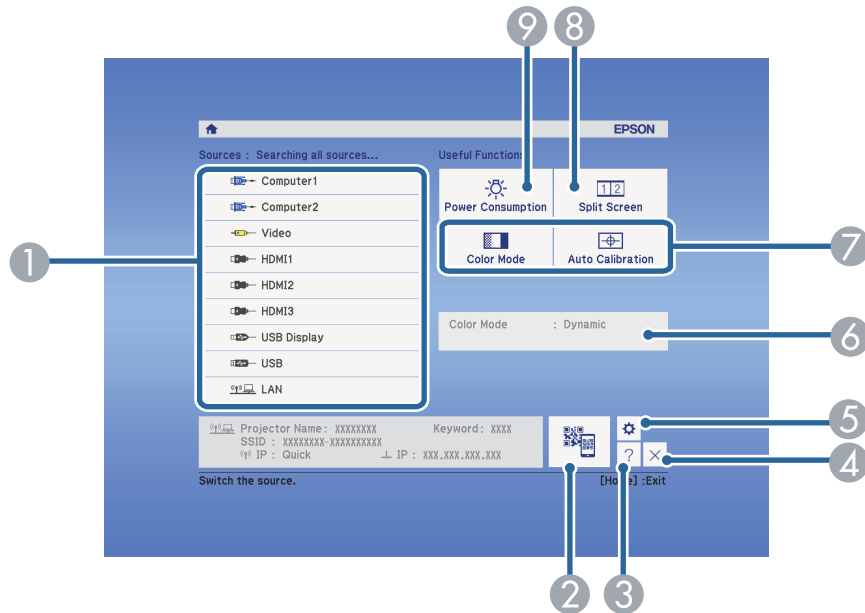 9 8
EPSON
Sources : Searching all sources...
Useful Functions
Computer1
Computer2
Video
HDMI1
HDMI2
HDMI3
USB Display
USB
LAN
1
Power Consumption
1 2
Split Screen
Color Mode
Auto Calibration
7
Color Mode : Dynamic
6
Projector Name : XXXXXXXX Keyword : XXXX
SSID : XXXXXXXX-XXXXXXXXXX
IP : Quick IP : XXX.XXX.XXX.XXX
5
?
4
Switch the source. [Home] :Exit
2 3